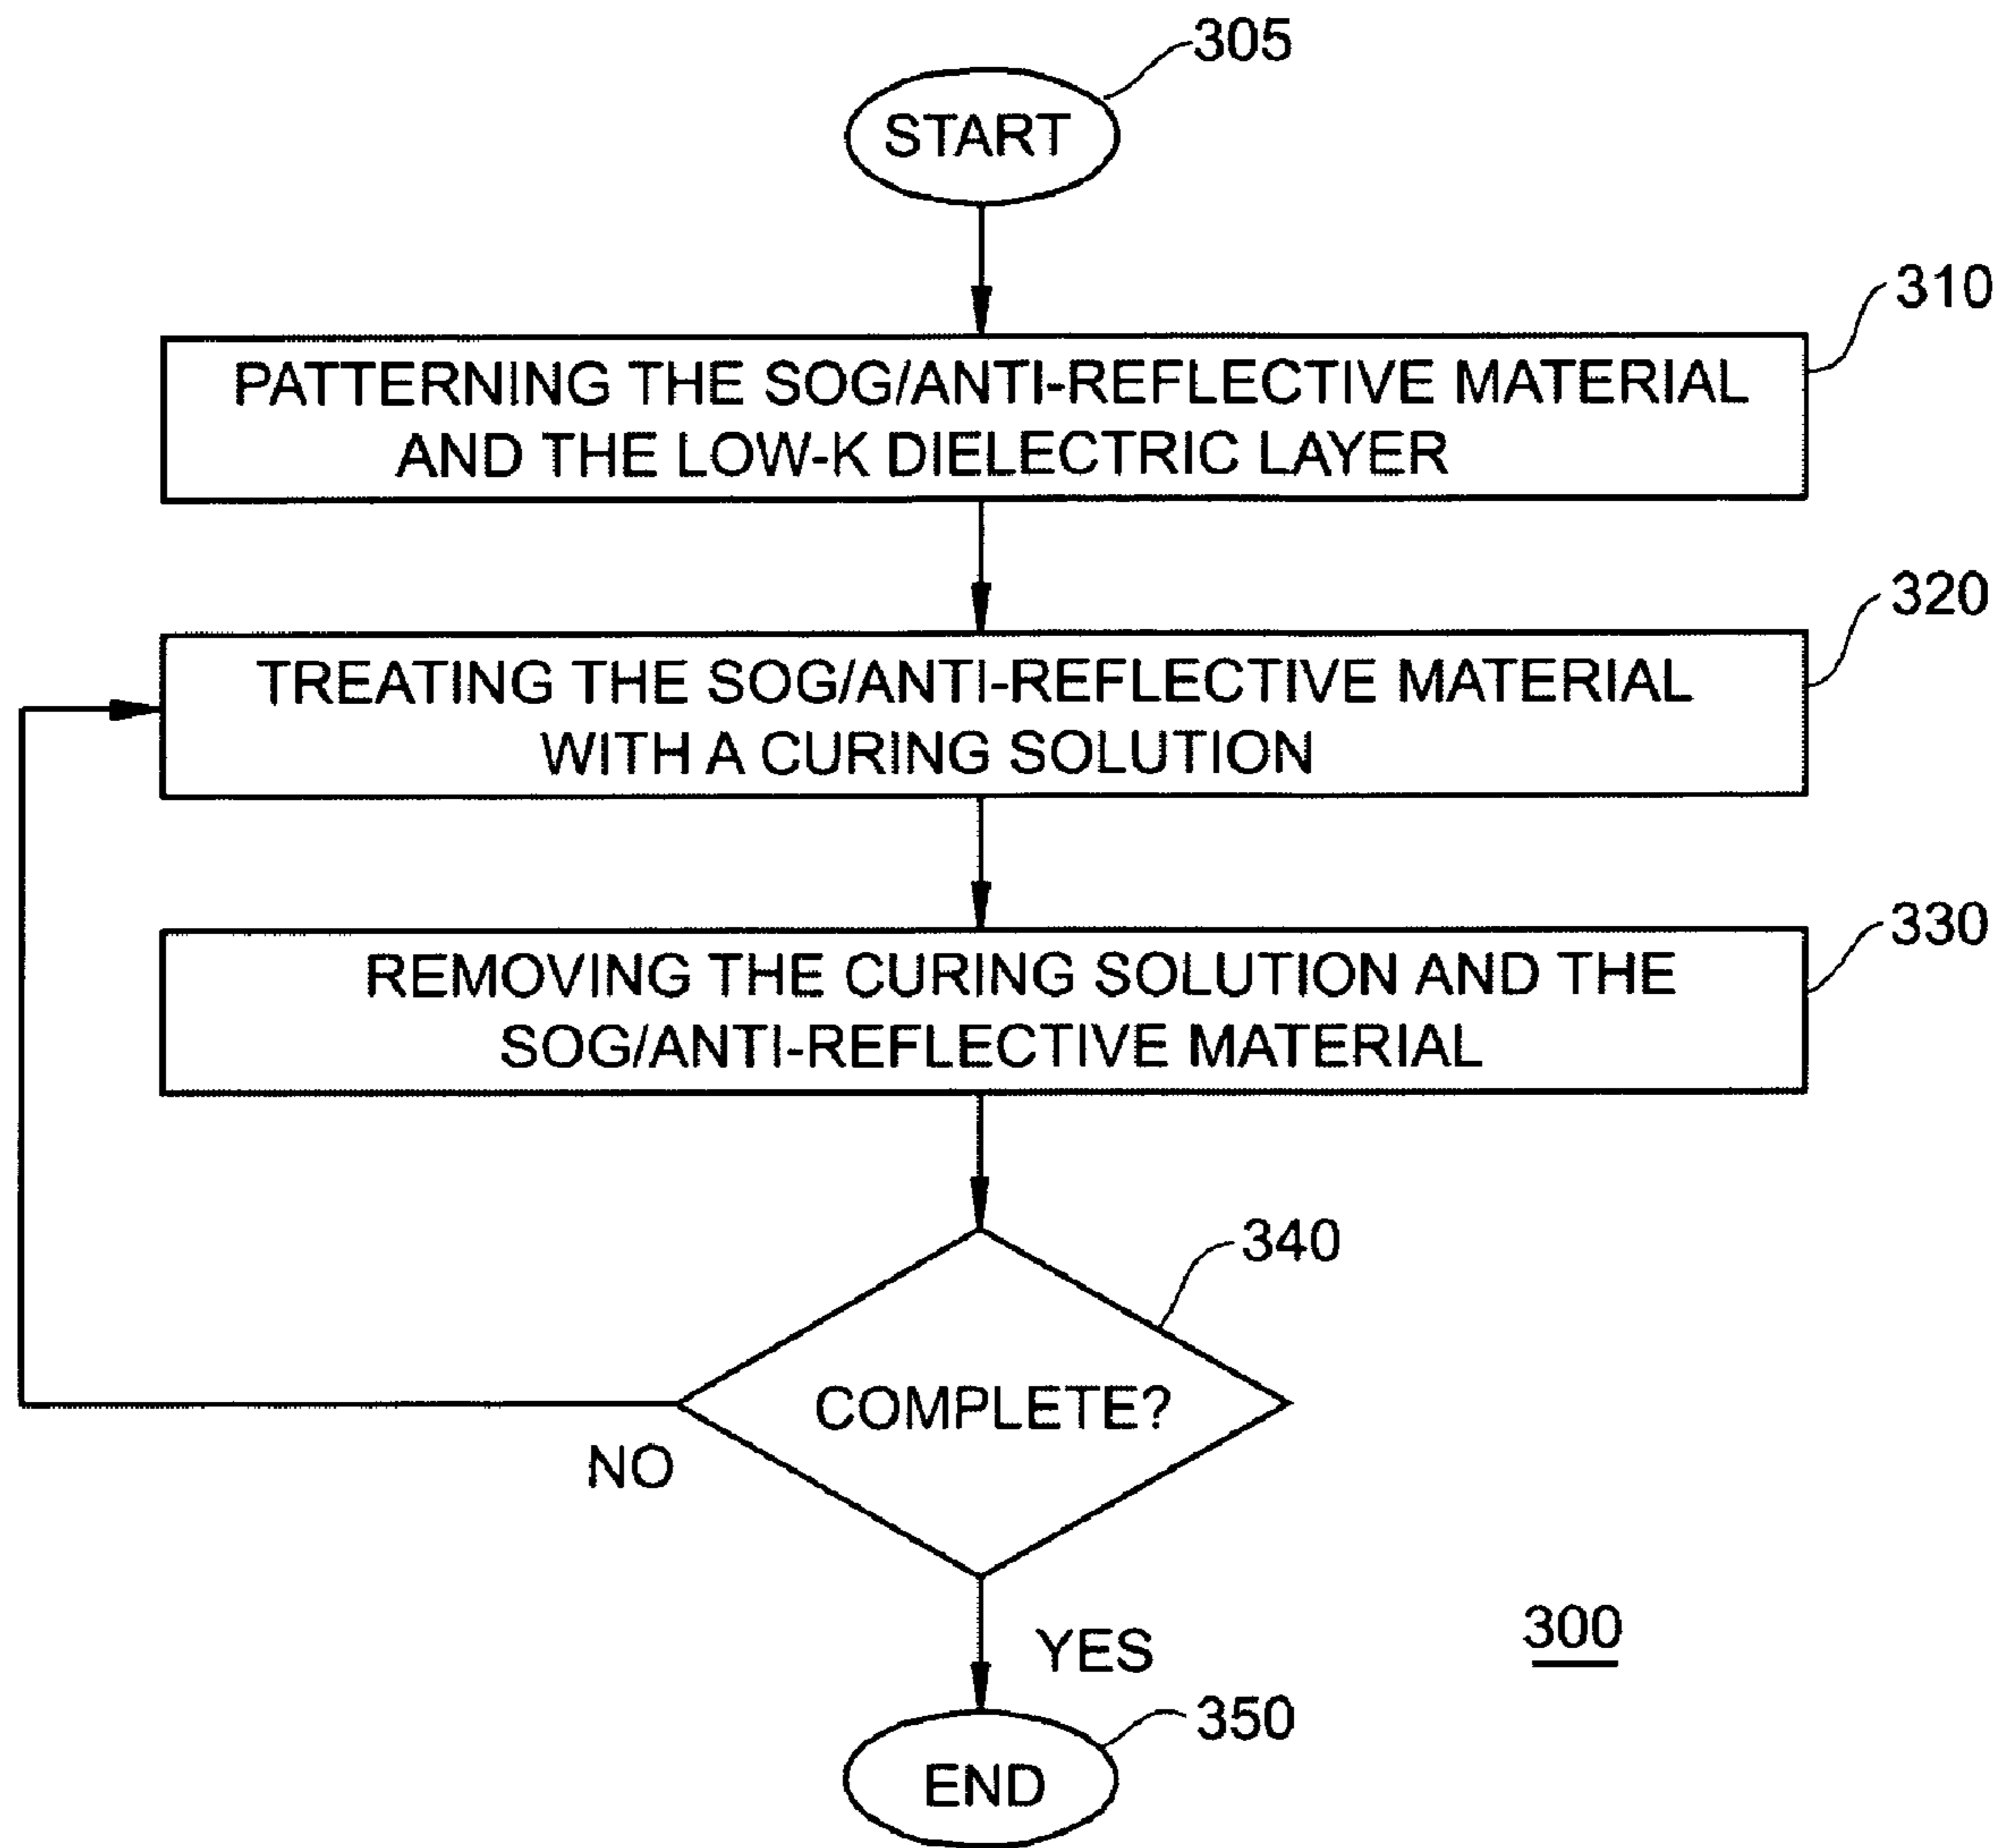 305
START
310
PATTERNING THE SOG/ANTI-REFLECTIVE MATERIAL
AND THE LOW-K DIELECTRIC LAYER
320
TREATING THE SOG/ANTI-REFLECTIVE MATERIAL
WITH A CURING SOLUTION
330
REMOVING THE CURING SOLUTION AND THE
SOG/ANTI-REFLECTIVE MATERIAL
340
COMPLETE?
NO
YES
300
350
END